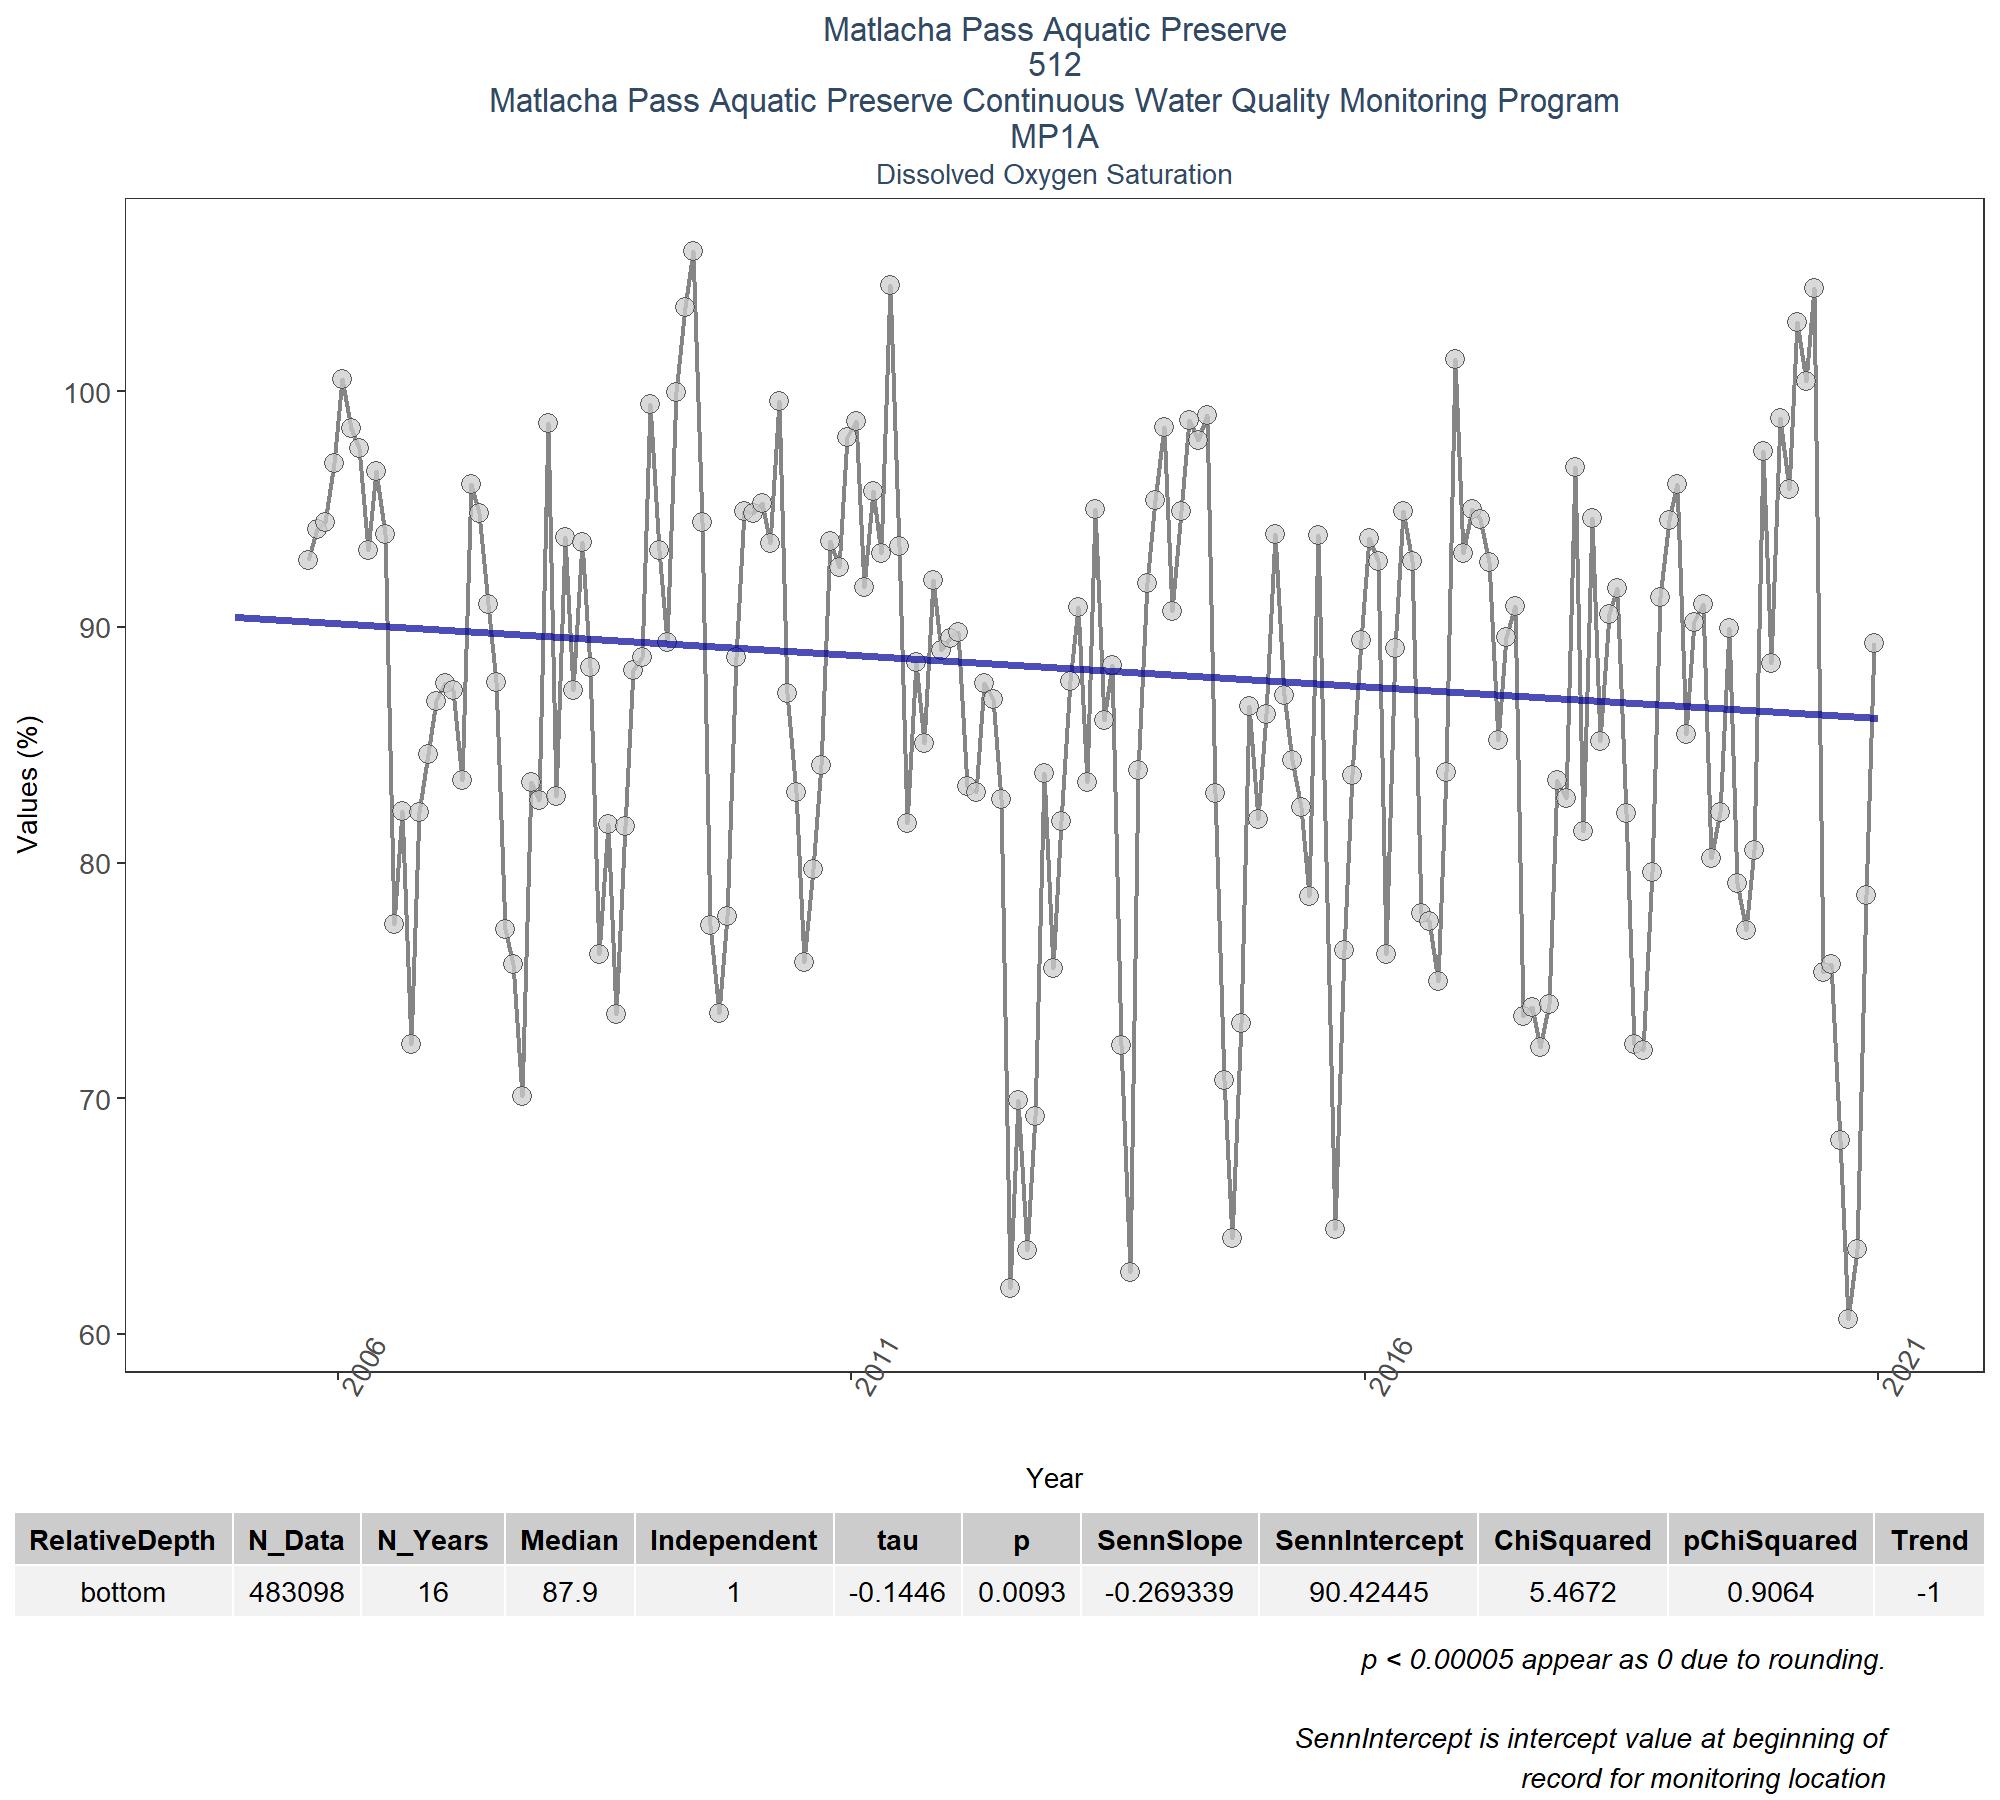 Matlacha Pass Aquatic Preserve
512
Matlacha Pass Aquatic Preserve Continuous Water Quality Monitoring Program
MP1A
Dissolved Oxygen Saturation
100
90
80
70
60
Values (%)
2006 2011 2016 2021
Year
RelativeDepth N_Data N_Years Median Independent tau p SennSlope SennIntercept ChiSquared pChiSquared Trend
bottom 483098 16 87.9 1 -0.1446 0.0093 -0.269339 90.42445 5.4672 0.9064 -1
p < 0.00005 appear as 0 due to rounding.
SennIntercept is intercept value at beginning of
record for monitoring location